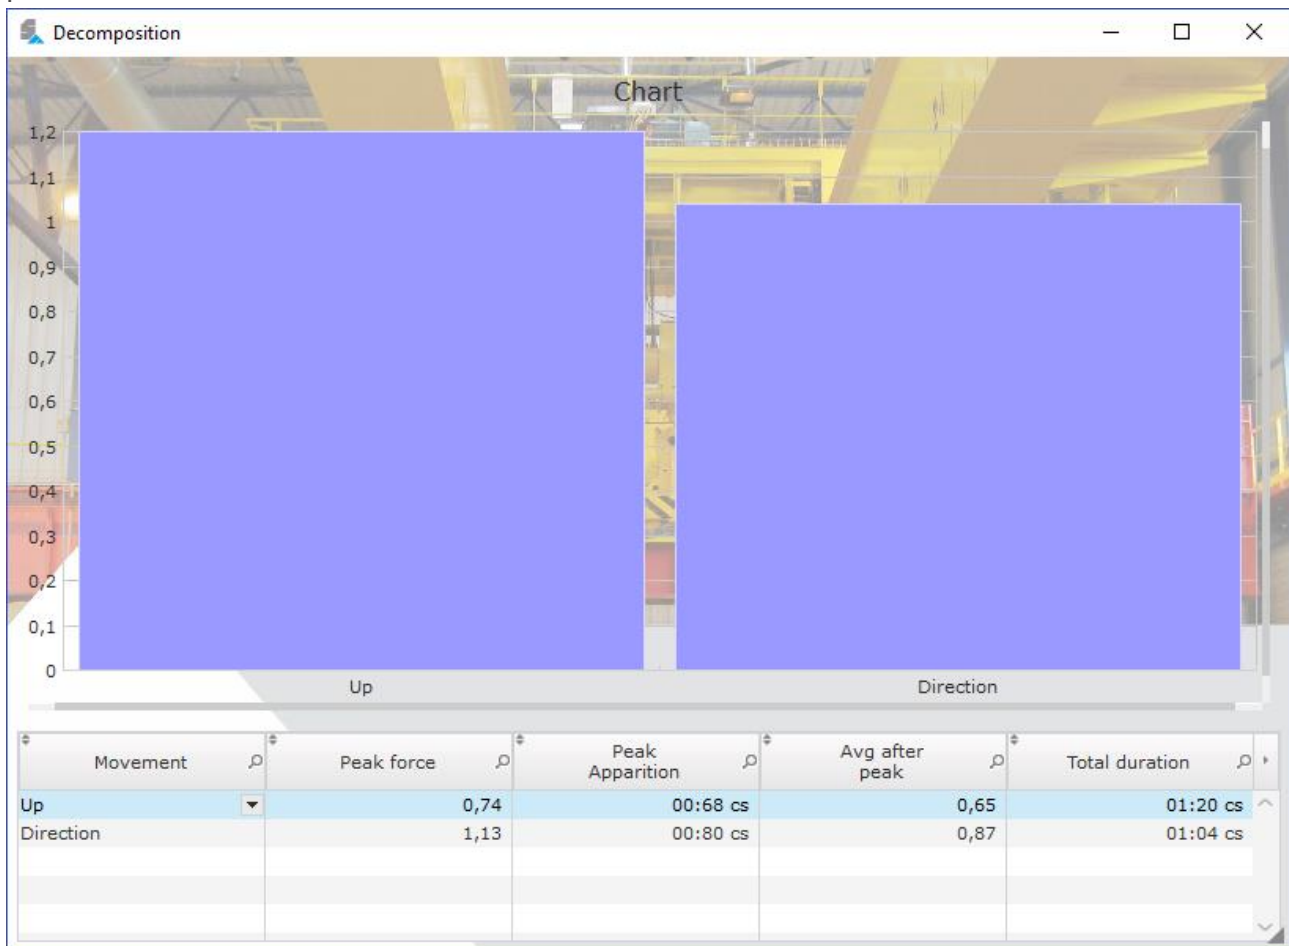 Decomposition
Chart
1,2
1,1
1
0,9
0,8
0,7
0,6
0,5
0,4
0,3
0,2
0,1
0
Up Direction
Movement Peak force Peak Apparition Avg after peak Total duration
Up 0,74 00:68 cs 0,65 01:20 cs
Direction 1,13 00:80 cs 0,87 01:04 cs